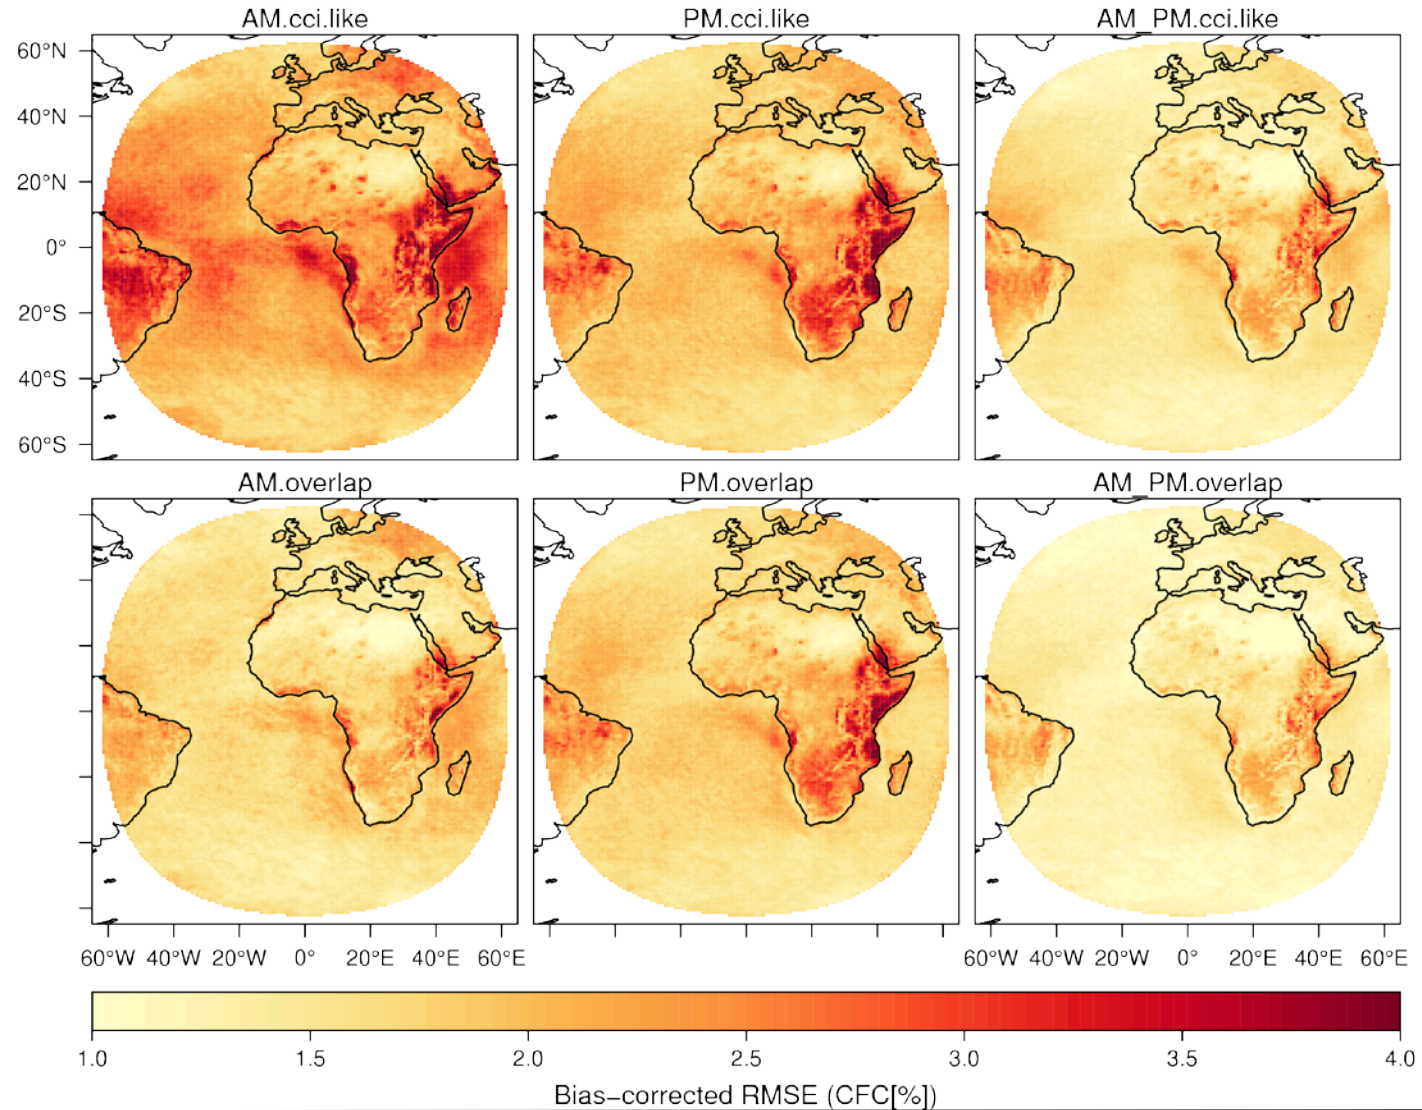 AM.cci.like PM.cci.like AM_PM.cci.like
60°N
40°N
20°N
0°
20°S
40°S
60°S
AM.overlap PM.overlap AM_PM.overlap
60°W 40°W 20°W 0° 20°E 40°E 60°E 60°W 40°W 20°W 0° 20°E 40°E 60°E
1.0 1.5 2.0 2.5 3.0 3.5 4.0
Bias-corrected RMSE (CFC[%])